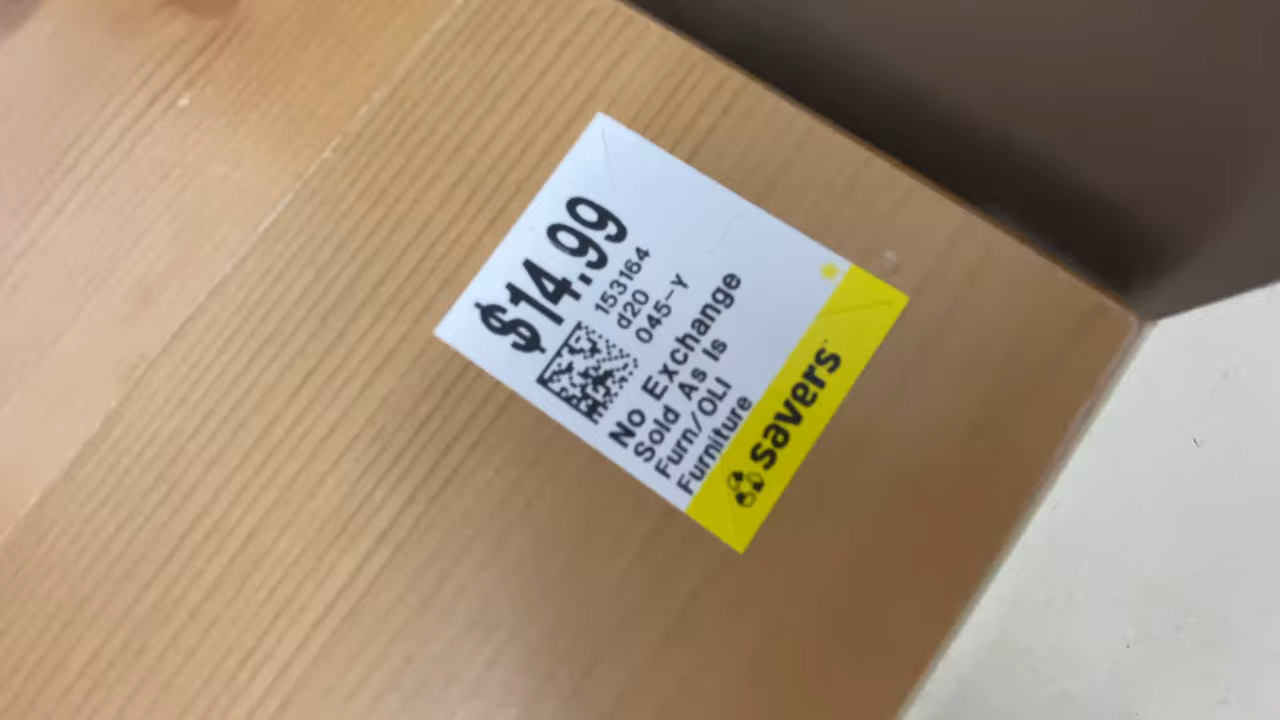 $14.99
153164
d20
045-Y
No Exchange
Sold As Is
Furn/OLI
Furniture
savers